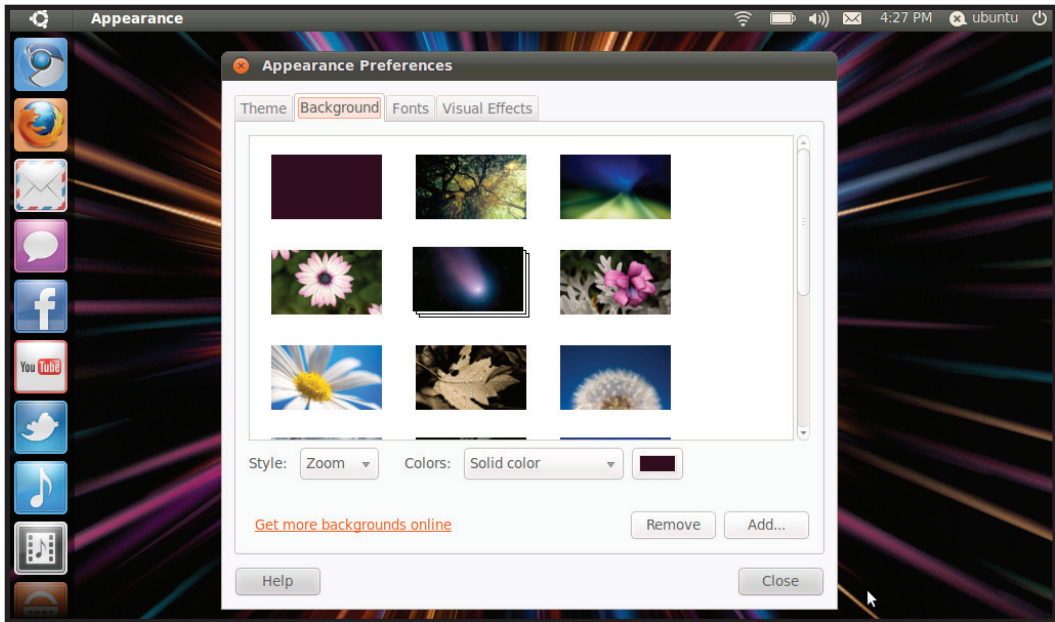 Appearance 4:27 PM ubuntu
Appearance Preferences
Theme Background Fonts Visual Effects
You Tube
Style: Zoom Colors: Solid color
Get more backgrounds online Remove Add...
Help Close